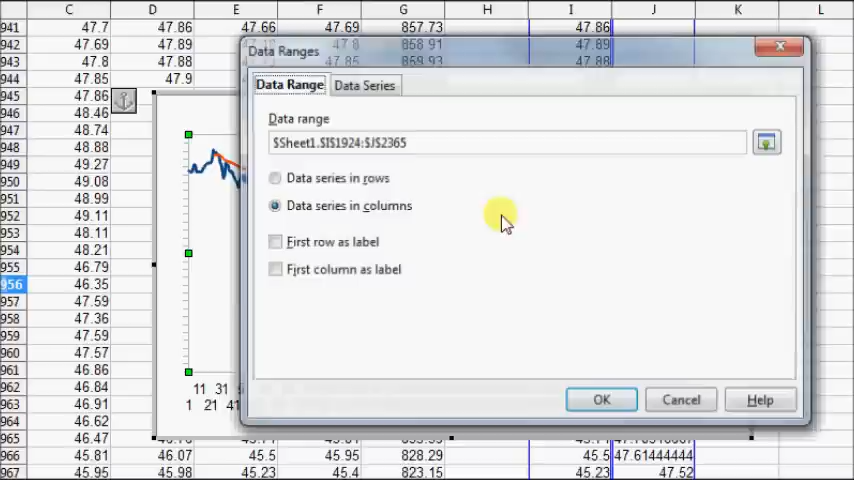 C D E F G H I J K L
941 47.7 47.86 47.66 47.69 857.73 47.86
942 47.69 47.89 47.8 858.91 47.89
943 47.8 47.88 859.93 47.88
944 47.85 47.9
Data Ranges
Data Range Data Series
945 47.86
946 48.46
Data range
947 48.74
$Sheet1.$I$1924:$J$2365
948 48.88
949 49.27
950 49.08
Data series in rows
951 48.99
Data series in columns
952 49.11
953 49.11
954 48.21
First row as label
955 46.79
First column as label
956 46.35
957 47.59
958 47.36
959 47.59
960 47.57
961 46.86
962 46.84
11 31
963 46.91
1 21 41
OK Cancel Help
964 46.62
965 46.47
966 45.81 46.07 45.5 45.95 828.29 45.5 47.61444444
967 45.95 45.98 45.23 45.4 823.15 45.23 47.52